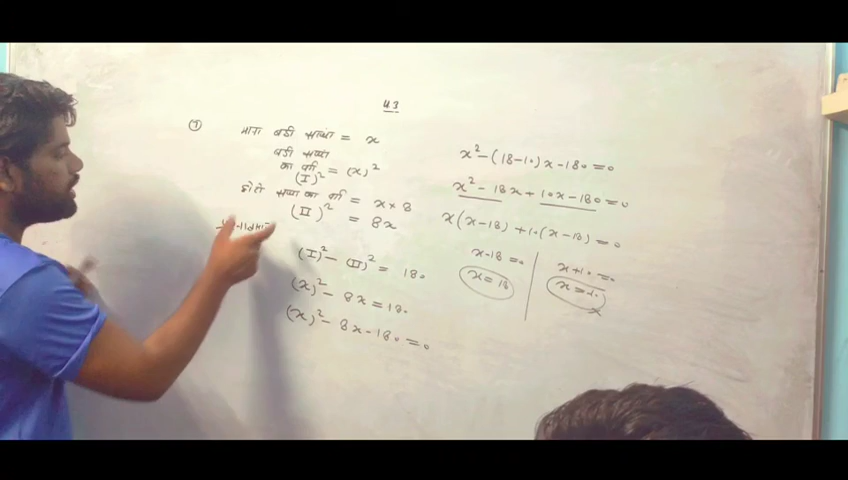 43
① माना बडी संख्या = x
बडी संख्या
का वर्ग = (x)²
(I)²
छोटी संख्या का वर्ग = x × 8
(II)² = 8x
(I)² - (II)² = 180
(x)² - 8x = 180
(x)² - 8x - 180 = 0
x² - (18-10)x - 180 = 0
x² - 18x + 10x - 180 = 0
x(x-18) + 10(x-18) = 0
x-18 = 0
x = 18
x+10 = 0
x = -10
×